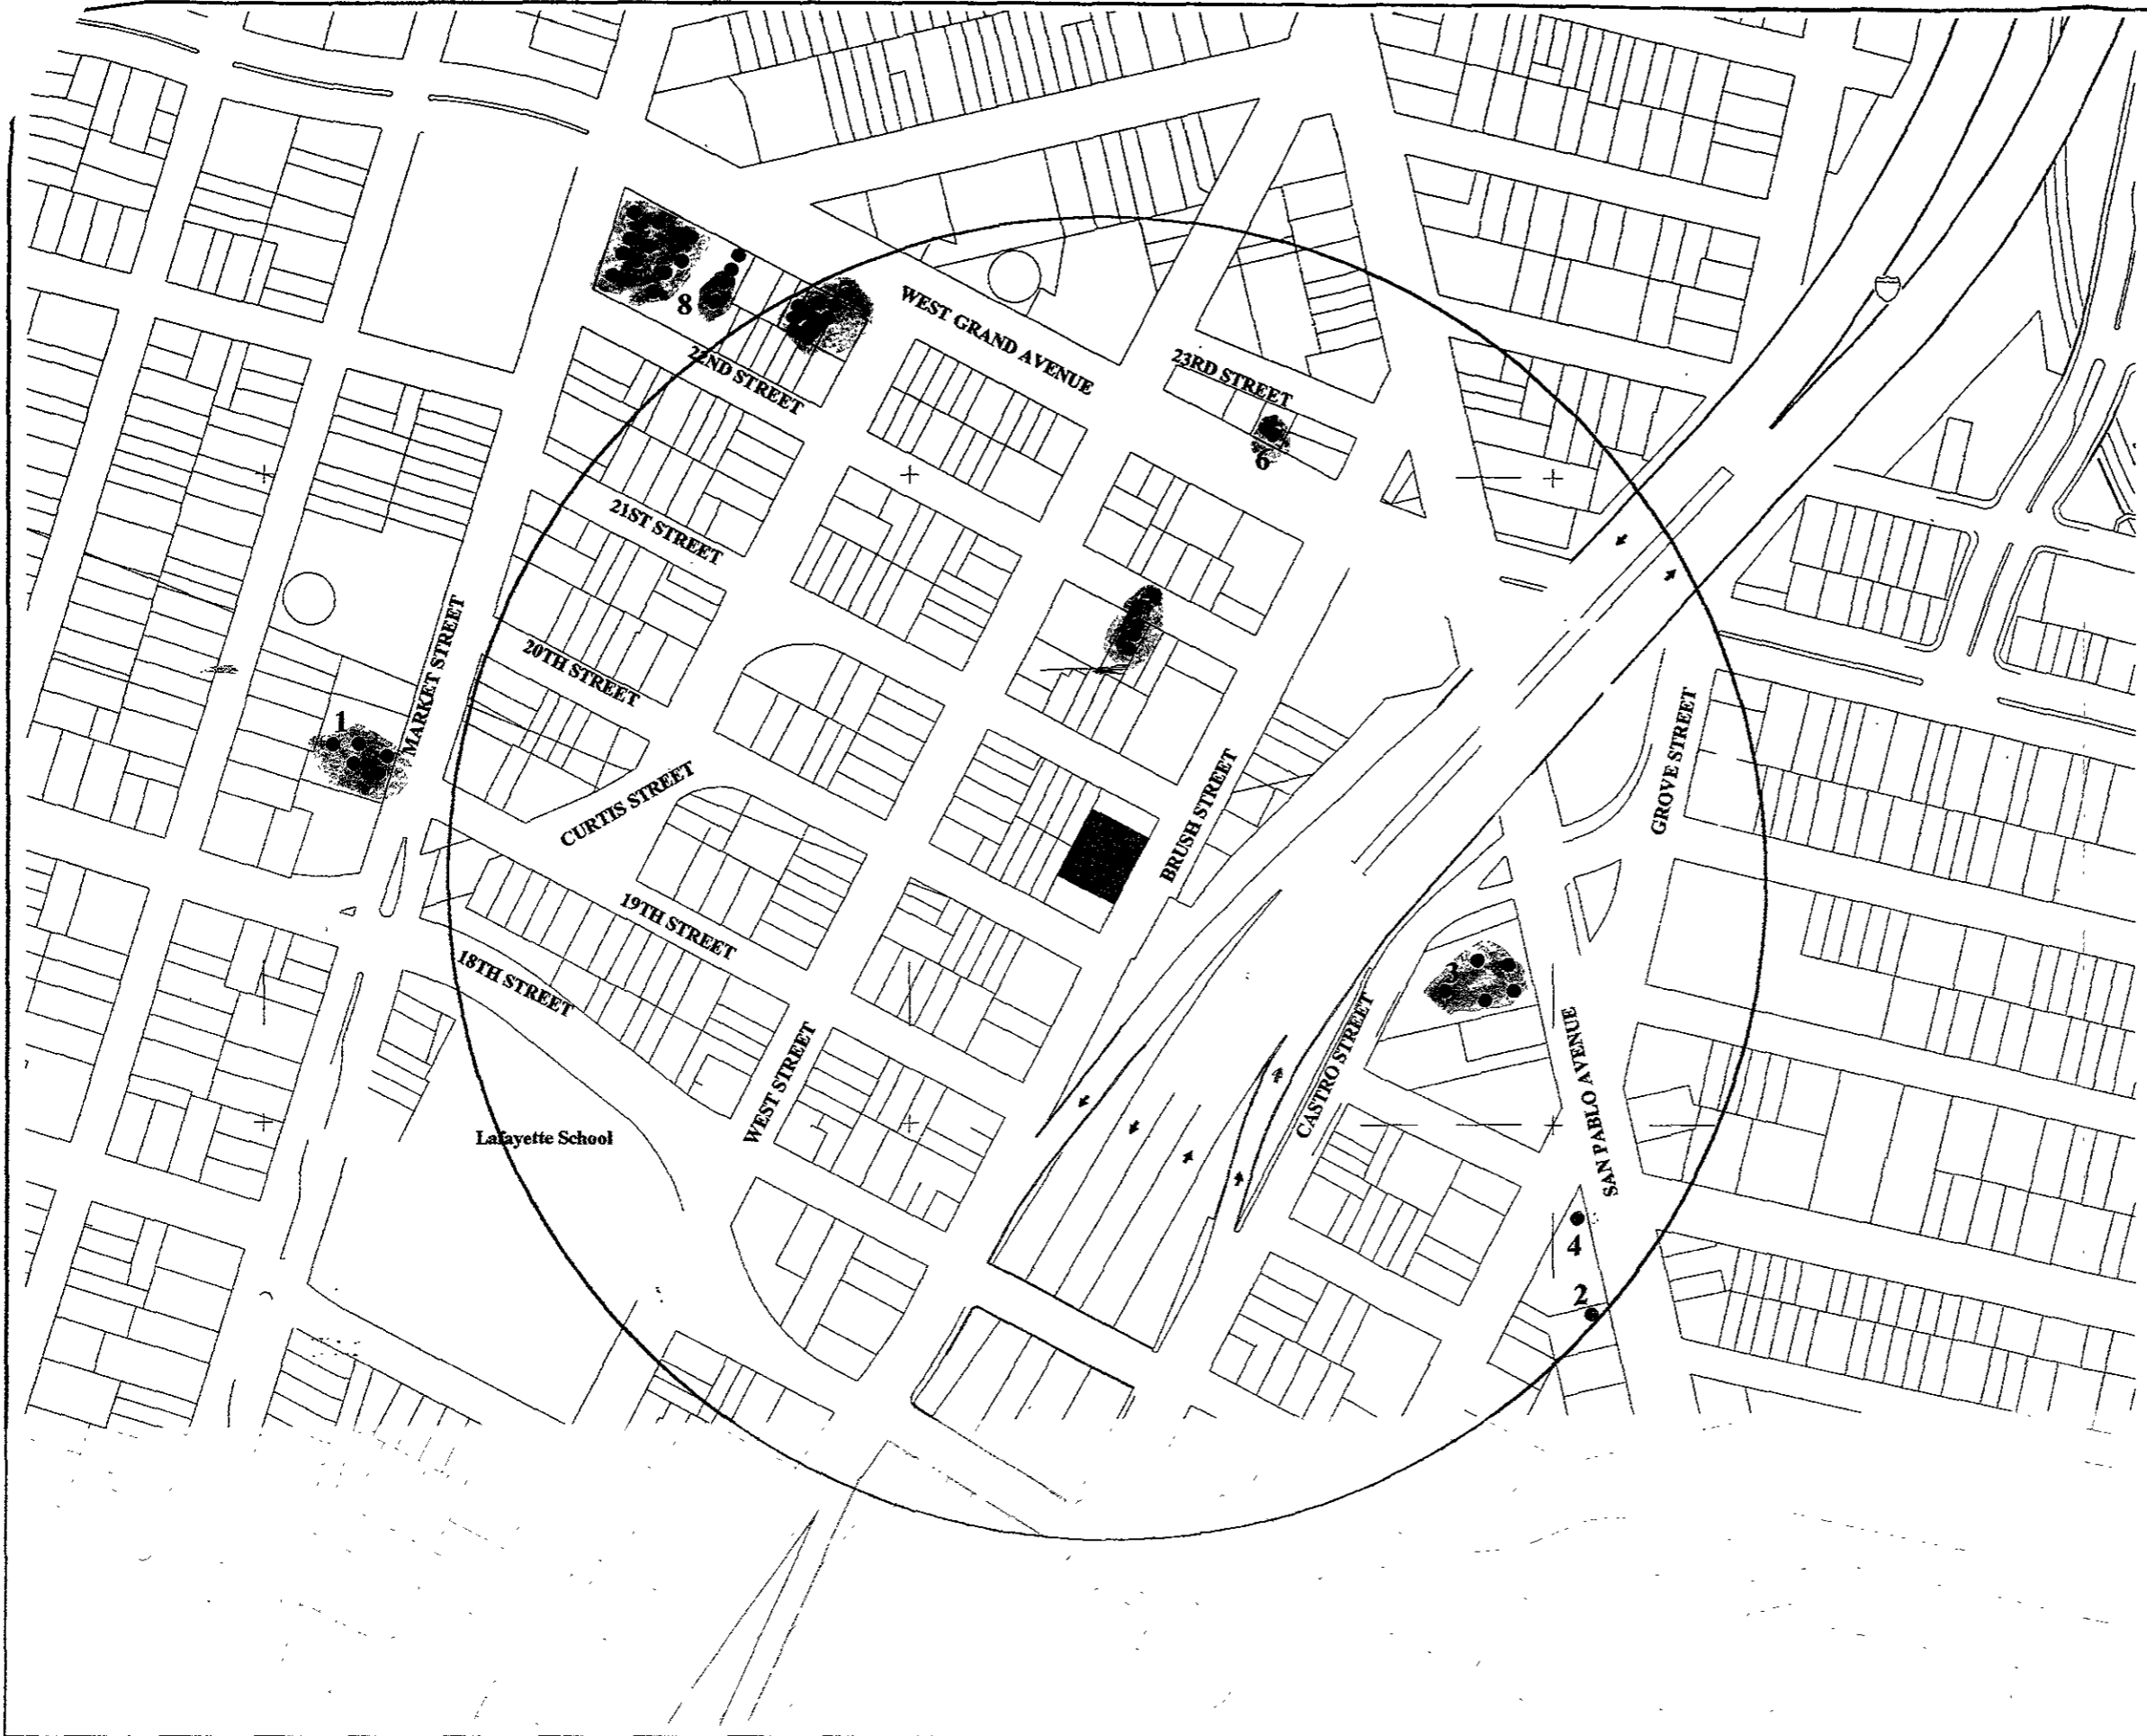 8
WEST GRAND AVENUE
22ND STREET
23RD STREET
6
21ST STREET
20TH STREET
MARKET STREET
1
GROVE STREET
CURTIS STREET
BRUSH STREET
19TH STREET
18TH STREET
WEST STREET
CASTRO STREET
SAN PABLO AVENUE
Lafayette School
4
2